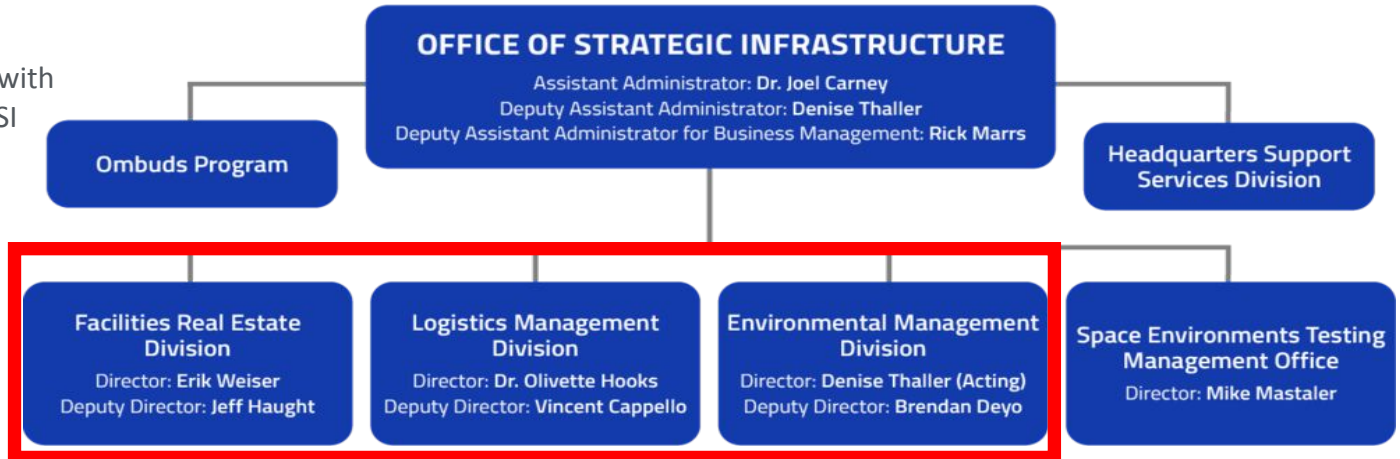 with
SI
OFFICE OF STRATEGIC INFRASTRUCTURE
Assistant Administrator: Dr. Joel Carney
Deputy Assistant Administrator: Denise Thaller
Deputy Assistant Administrator for Business Management: Rick Marrs
Ombuds Program
Headquarters Support
Services Division
Facilities Real Estate
Division
Director: Erik Weiser
Deputy Director: Jeff Haught
Logistics Management
Division
Director: Dr. Olivette Hooks
Deputy Director: Vincent Cappello
Environmental Management
Division
Director: Denise Thaller (Acting)
Deputy Director: Brendan Deyo
Space Environments Testing
Management Office
Director: Mike Mastaler